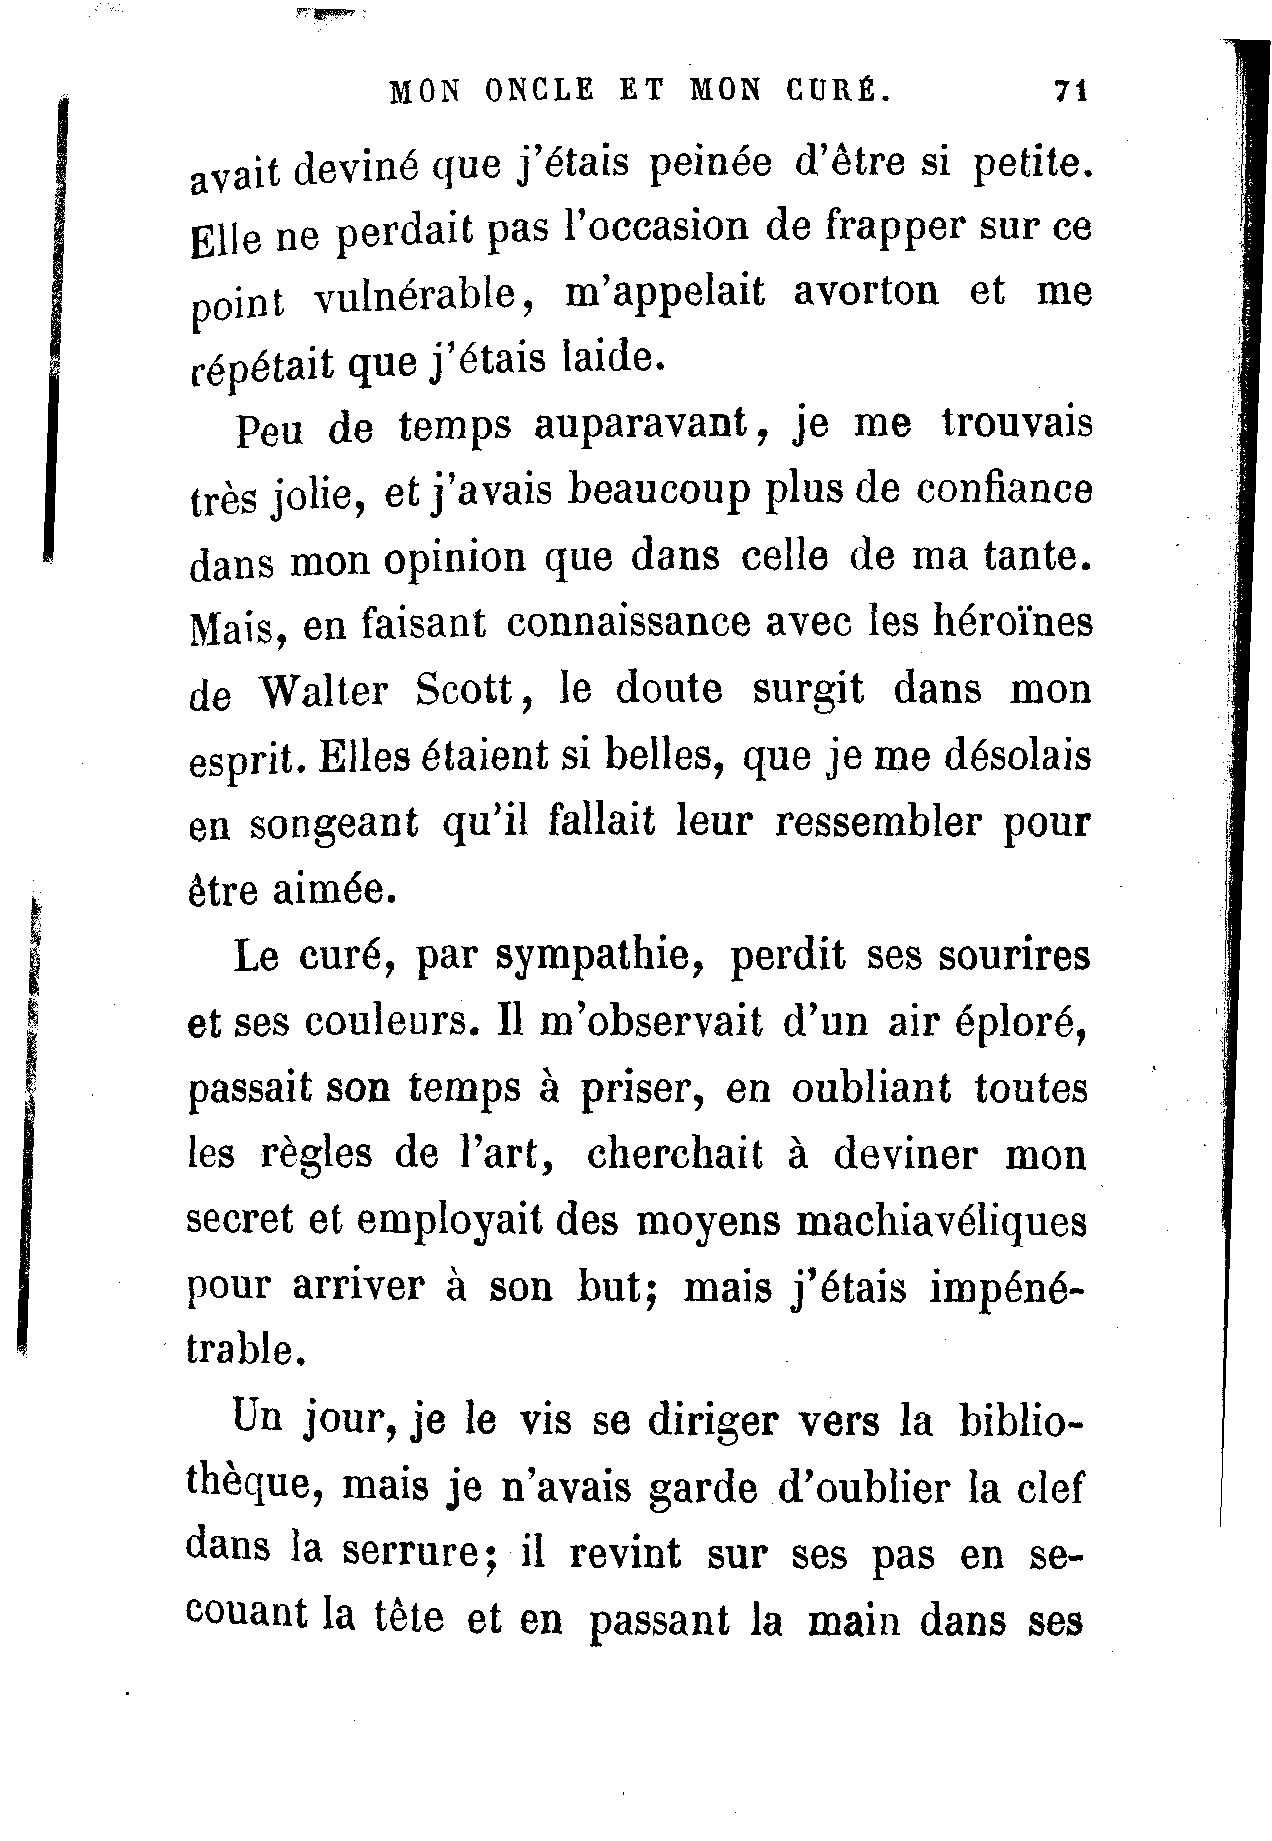 MON ONCLE ET MON CURÉ. 71
avait deviné que j'étais peinée d'être si petite.
Elle ne perdait pas l'occasion de frapper sur ce
point vulnérable, m'appelait avorton et me
répétait que j'étais laide.
Peu de temps auparavant, je me trouvais
très jolie, et j'avais beaucoup plus de confiance
dans mon opinion que dans celle de ma tante.
Mais, en faisant connaissance avec les héroïnes
de Walter Scott, le doute surgit dans mon
esprit. Elles étaient si belles, que je me désolais
en songeant qu'il fallait leur ressembler pour
être aimée.
Le curé, par sympathie, perdit ses sourires
et ses couleurs. Il m'observait d'un air éploré,
passait son temps à priser, en oubliant toutes
les règles de l'art, cherchait à deviner mon
secret et employait des moyens machiavéliques
pour arriver à son but; mais j'étais impéné-
trable.
Un jour, je le vis se diriger vers la biblio-
thèque, mais je n'avais garde d'oublier la clef
dans la serrure; il revint sur ses pas en se-
couant la tête et en passant la main dans ses